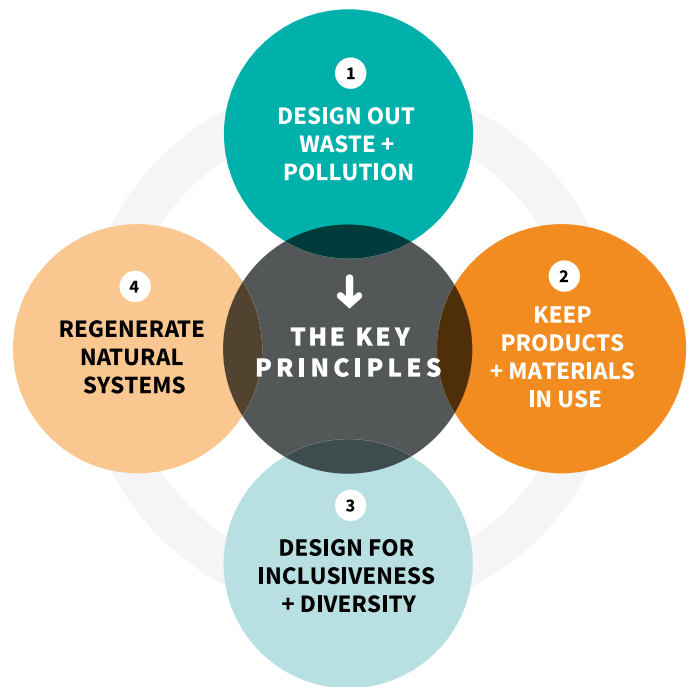 1
DESIGN OUT
WASTE +
POLLUTION
2
KEEP
PRODUCTS
+ MATERIALS
IN USE
3
DESIGN FOR
INCLUSIVENESS
+ DIVERSITY
4
REGENERATE
NATURAL
SYSTEMS
THE KEY
PRINCIPLES